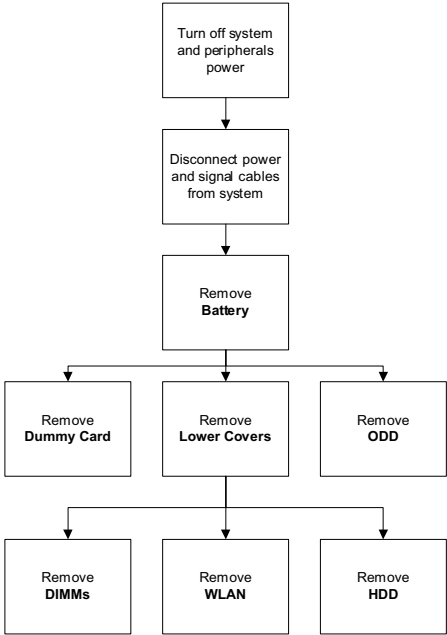 Turn off system
and peripherals
power
Disconnect power
and signal cables
from system
Remove
Battery
Remove
Dummy Card
Remove
Lower Covers
Remove
ODD
Remove
DIMMs
Remove
WLAN
Remove
HDD